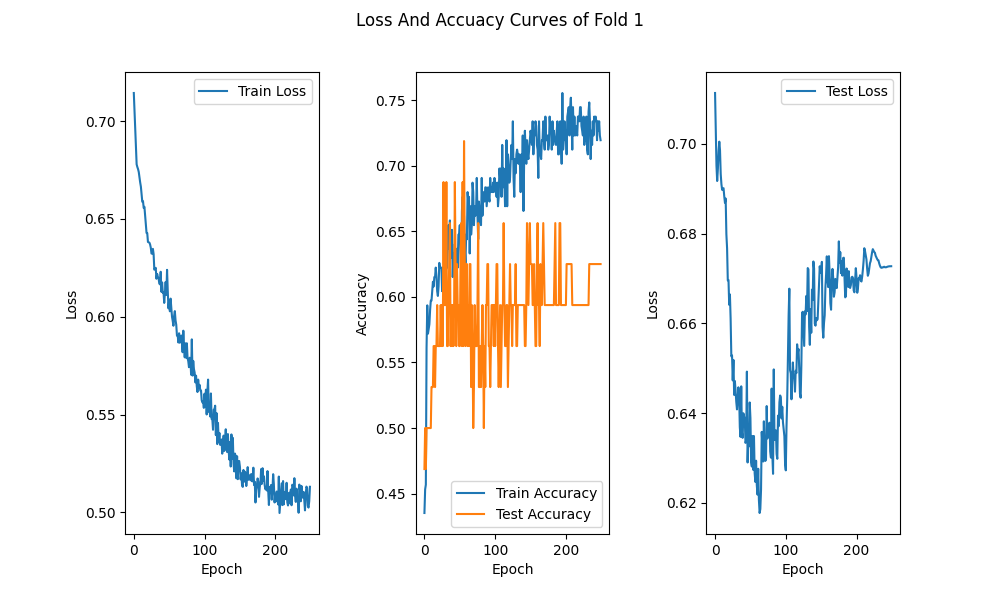 Loss And Accuacy Curves of Fold 1
Train Loss
0.70
0.65
0.60
0.55
0.50
Loss
0
100
200
Epoch
0.75
0.70
0.65
0.60
0.55
0.50
0.45
Accuracy
Train Accuracy
Test Accuracy
0
100
200
Epoch
Test Loss
0.70
0.68
0.66
0.64
0.62
Loss
0
100
200
Epoch